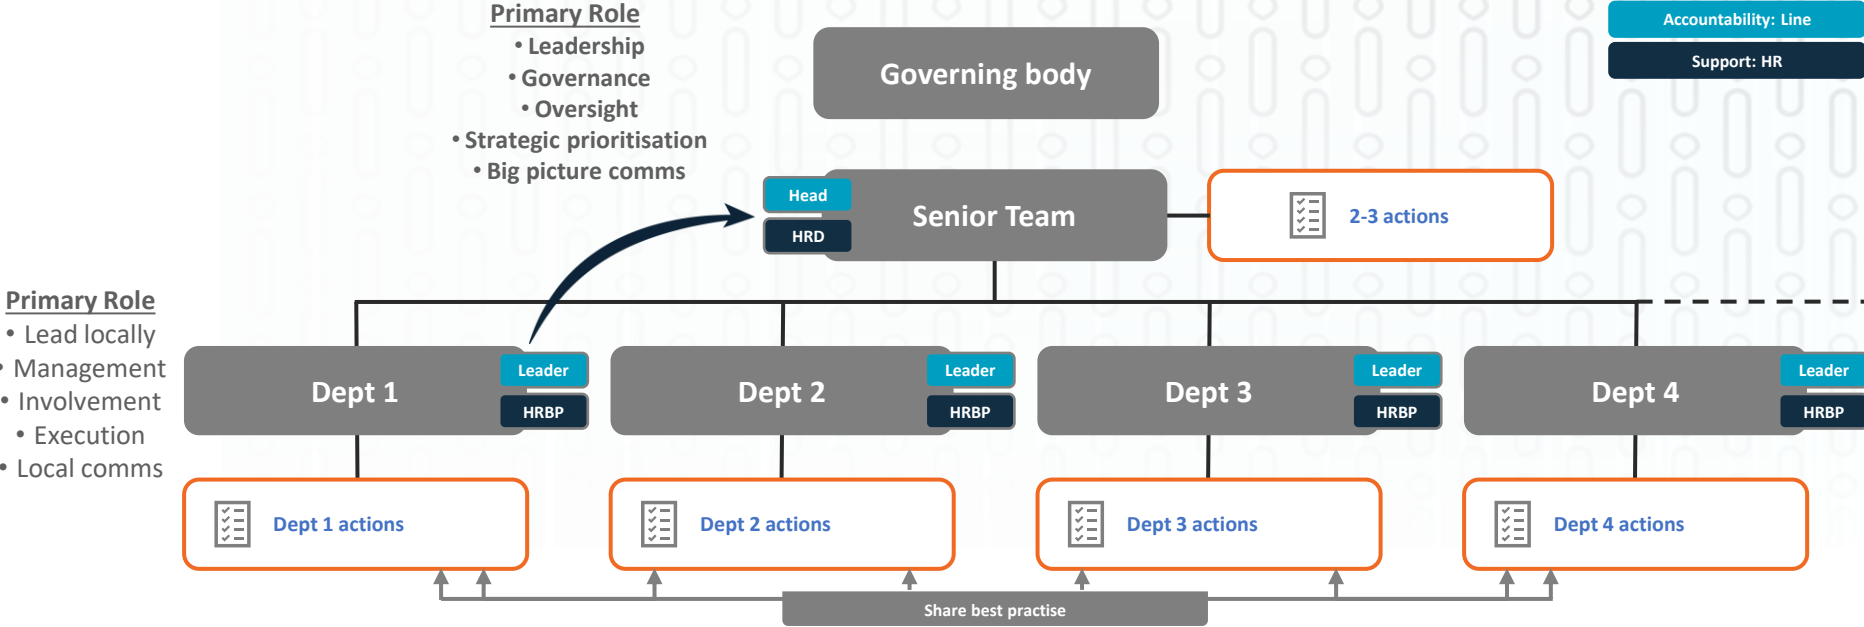 Primary Role
• Leadership
• Governance
• Oversight
• Strategic prioritisation
• Big picture comms
Governing body
Accountability: Line
Support: HR
Head
HRD
Senior Team
2-3 actions
Primary Role
• Lead locally
• Management
• Involvement
• Execution
• Local comms
Dept 1
Leader
HRBP
Dept 2
Leader
HRBP
Dept 3
Leader
HRBP
Dept 4
Leader
HRBP
Dept 1 actions
Dept 2 actions
Dept 3 actions
Dept 4 actions
Share best practise